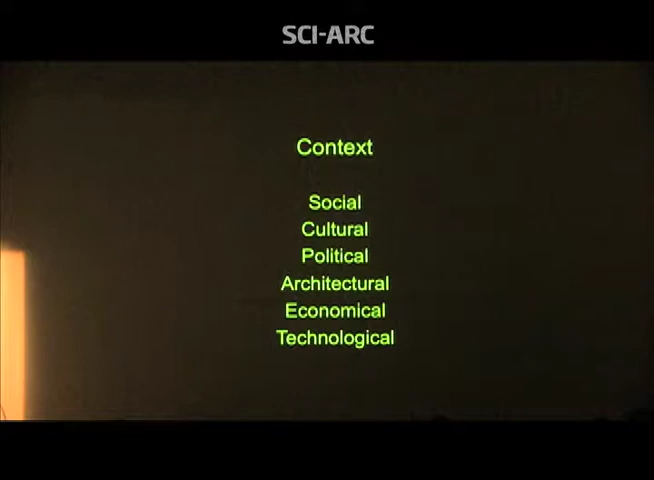 SCI-ARC
Context
Social
Cultural
Political
Architectural
Economical
Technological